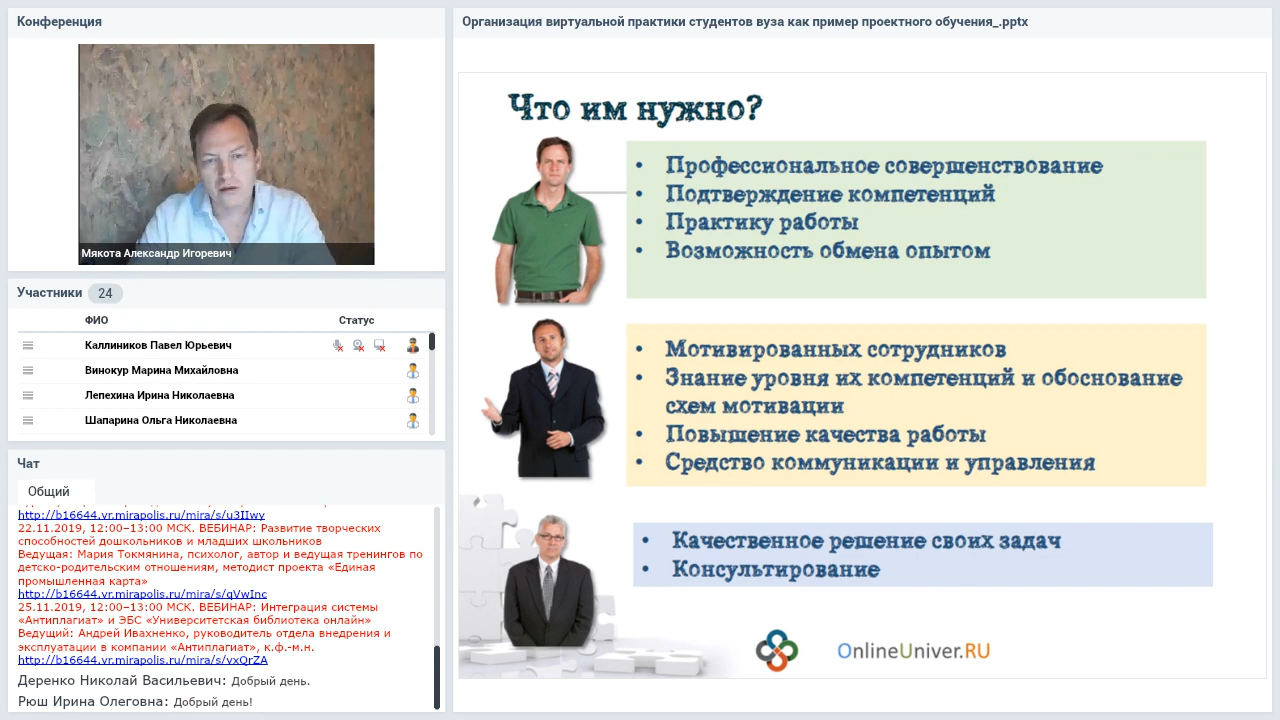 Конференция
Мякота Александр Игоревич
Участники 24
ФИО Статус
Каллиников Павел Юрьевич
Винокур Марина Михайловна
Лепехина Ирина Николаевна
Шапарина Ольга Николаевна
Чат
Общий
http://b16644.vr.mirapolis.ru/mira/s/u3IIwy
22.11.2019, 12:00–13:00 МСК. ВЕБИНАР: Развитие творческих
способностей дошкольников и младших школьников
Ведущая: Мария Токмянина, психолог, автор и ведущая тренингов по
детско-родительским отношениям, методист проекта «Единая
промышленная карта»
http://b16644.vr.mirapolis.ru/mira/s/qVwInc
25.11.2019, 12:00–13:00 МСК. ВЕБИНАР: Интеграция системы
«Антиплагиат» и ЭБС «Университетская библиотека онлайн»
Ведущий: Андрей Ивахненко, руководитель отдела внедрения и
эксплуатации в компании «Антиплагиат», к.ф.-м.н.
http://b16644.vr.mirapolis.ru/mira/s/vxQrZA
Деренко Николай Васильевич: Добрый день.
Рюш Ирина Олеговна: Добрый день!
Организация виртуальной практики студентов вуза как пример проектного обучения_.pptx
Что им нужно?
• Профессиональное совершенствование
• Подтверждение компетенций
• Практику работы
• Возможность обмена опытом
• Мотивированных сотрудников
• Знание уровня их компетенций и обоснование
схем мотивации
• Повышение качества работы
• Средство коммуникации и управления
• Качественное решение своих задач
• Консультирование
OnlineUniver.RU